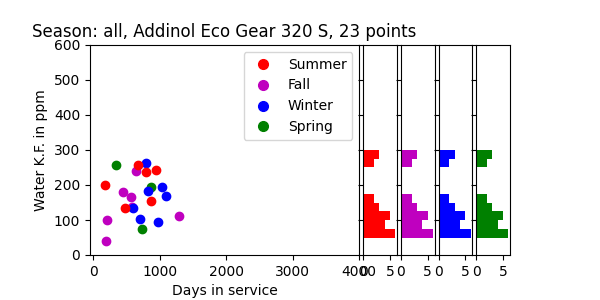 Season: all, Addinol Eco Gear 320 S, 23 points
Water K.F. in ppm
600
500
400
300
200
100
0
Summer
Fall
Winter
Spring
0 1000 2000 3000 4000 0 5 0 5 0 5 0 5
Days in service